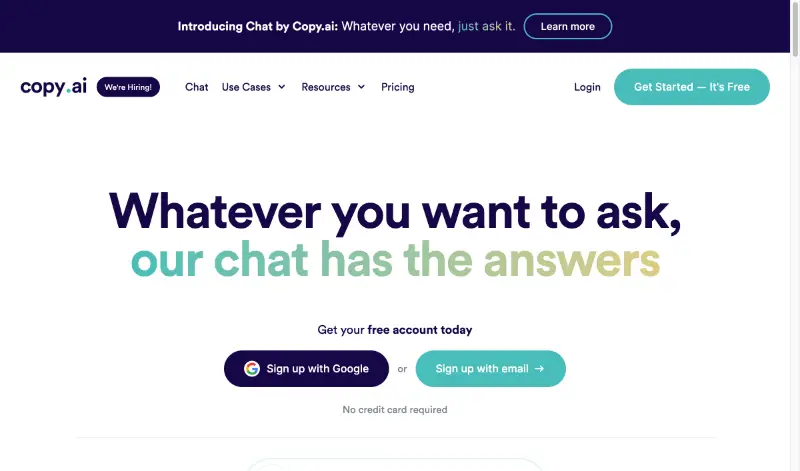 Introducing Chat by Copy.ai: Whatever you need, just ask it. Learn more
copy.ai We're Hiring! Chat Use Cases Resources Pricing Login Get Started — It's Free
Whatever you want to ask,
our chat has the answers
Get your free account today
Sign up with Google or Sign up with email →
No credit card required